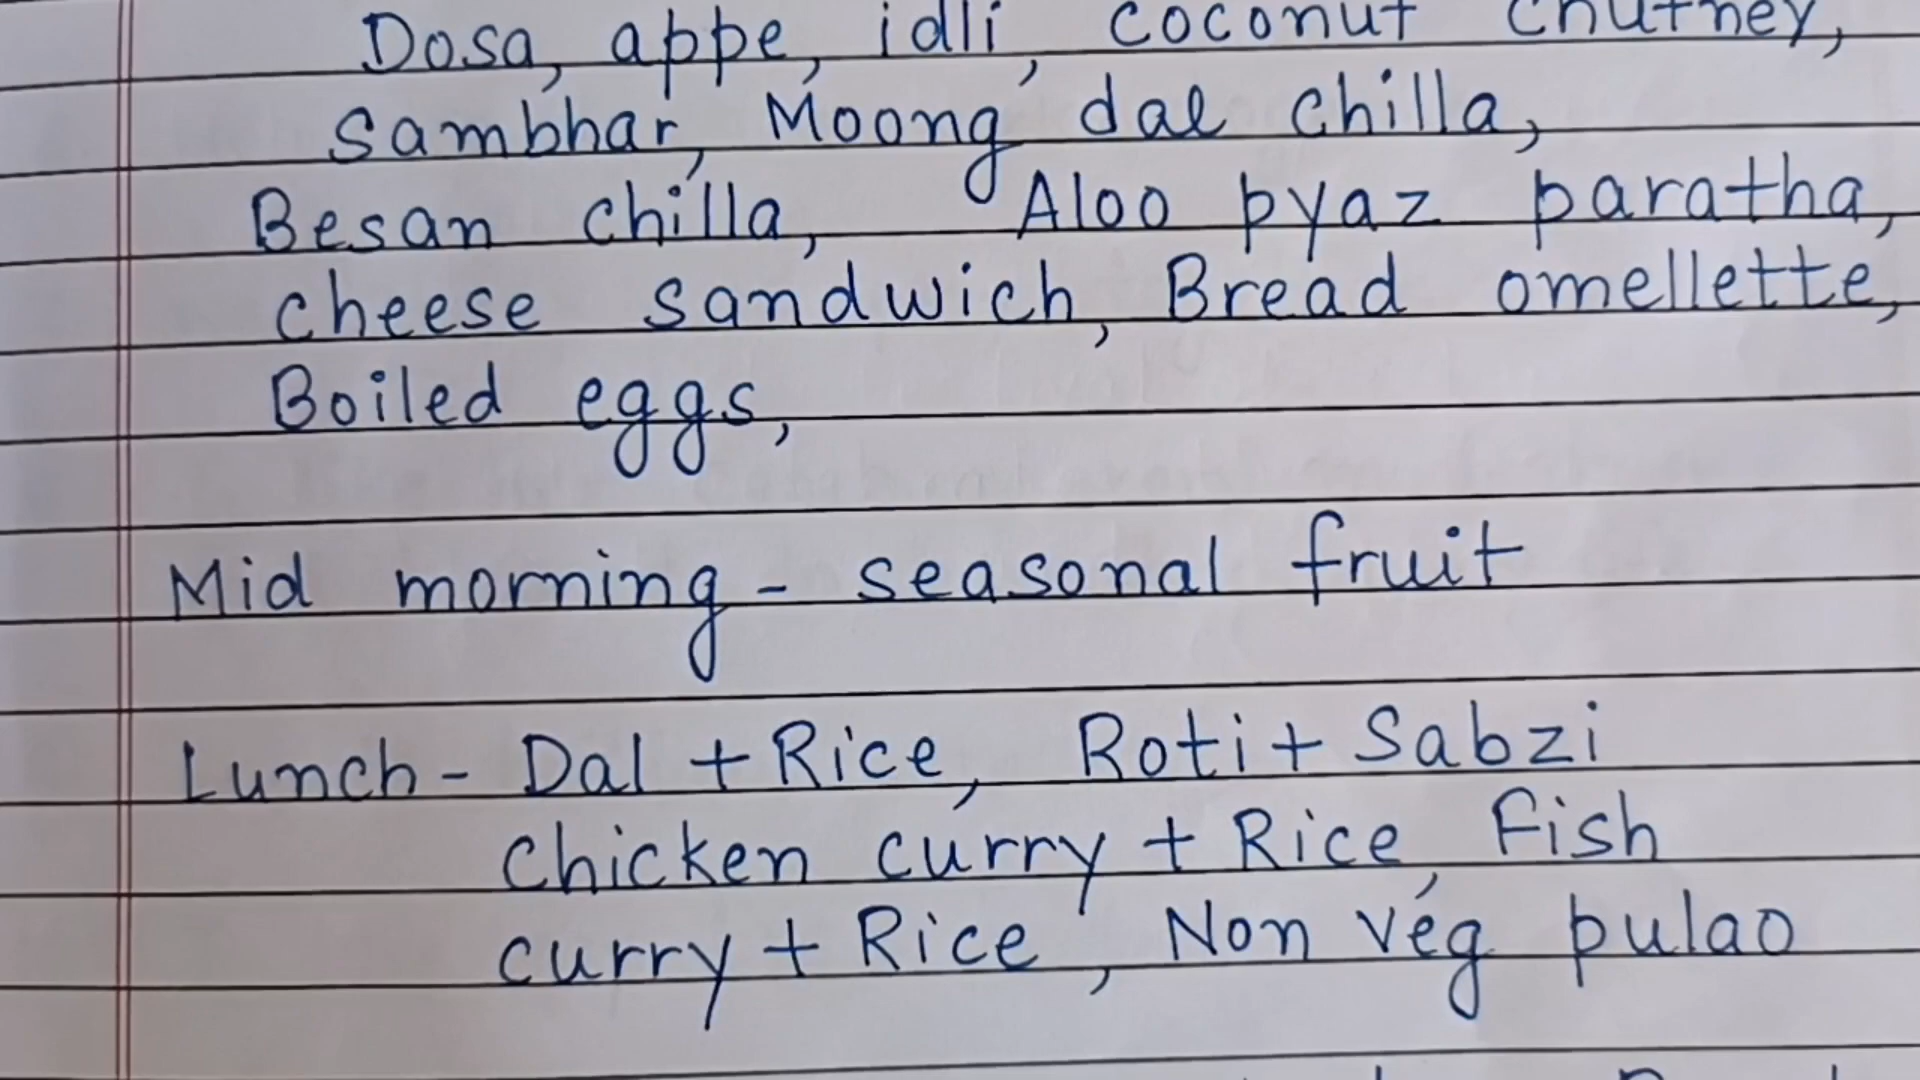 Dosa, appe, idli, coconut chutney,
Sambhar, Moong dal chilla,
Besan chilla, Aloo pyaz paratha,
cheese sandwich, Bread omellette,
Boiled eggs,
Mid morning - seasonal fruit
Lunch - Dal + Rice, Roti + Sabzi
Chicken curry + Rice, Fish
curry + Rice, Non veg pulao